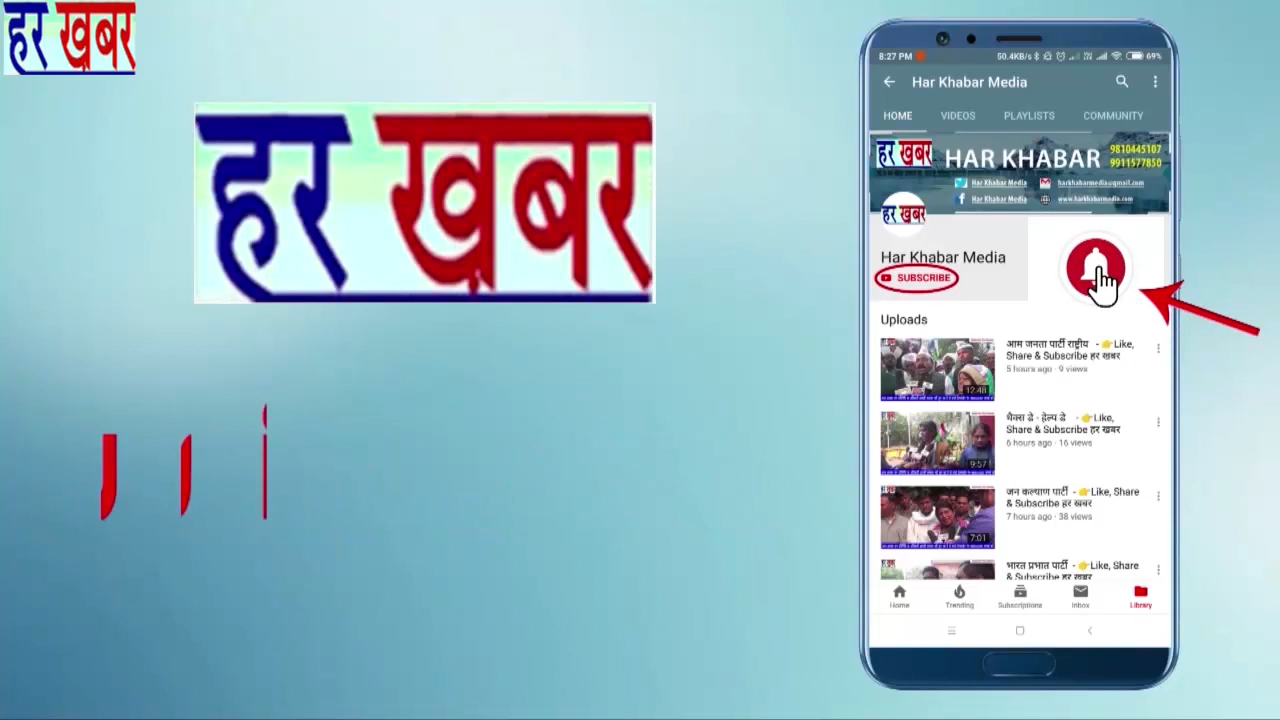 हर खबर
हर खबर
8:27 PM
50.4KB/s
69%
Har Khabar Media
HOME VIDEOS PLAYLISTS COMMUNITY
हर खबर
HAR KHABAR
9810445107
9911577850
Har Khabar Media
harkhabarmedia@gmail.com
Har Khabar Media
www.harkhabarmedia.com
हर खबर
Har Khabar Media
SUBSCRIBE
Uploads
आम जनता पार्टी राष्ट्रीय - 👉Like,
Share & Subscribe हर खबर
5 hours ago · 9 views
12:48
थैंक्स डे - हेल्प डे - 👉Like,
Share & Subscribe हर खबर
6 hours ago · 16 views
9:57
जन कल्याण पार्टी - 👉Like, Share
& Subscribe हर खबर
7 hours ago · 38 views
7:01
भारत प्रभात पार्टी - 👉Like, Share
& Subscribe हर खबर
Home Trending Subscriptions Inbox Library